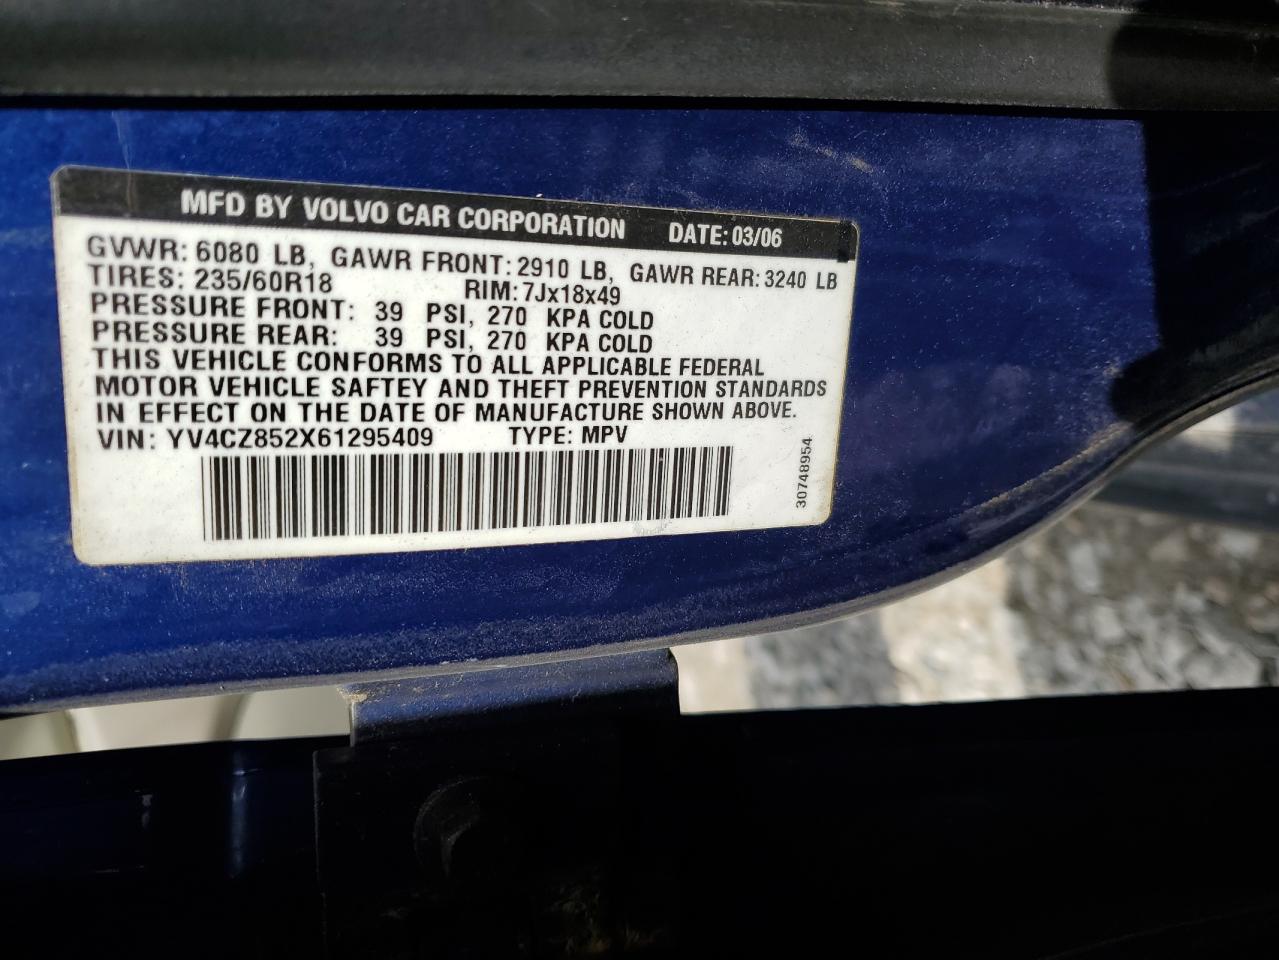 MFD BY VOLVO CAR CORPORATION DATE: 03/06
GVWR: 6080 LB, GAWR FRONT: 2910 LB, GAWR REAR: 3240 LB
TIRES: 235/60R18 RIM: 7Jx18x49
PRESSURE FRONT: 39 PSI, 270 KPA COLD
PRESSURE REAR: 39 PSI, 270 KPA COLD
THIS VEHICLE CONFORMS TO ALL APPLICABLE FEDERAL
MOTOR VEHICLE SAFTEY AND THEFT PREVENTION STANDARDS
IN EFFECT ON THE DATE OF MANUFACTURE SHOWN ABOVE.
VIN: YV4CZ852X61295409 TYPE: MPV
30748954